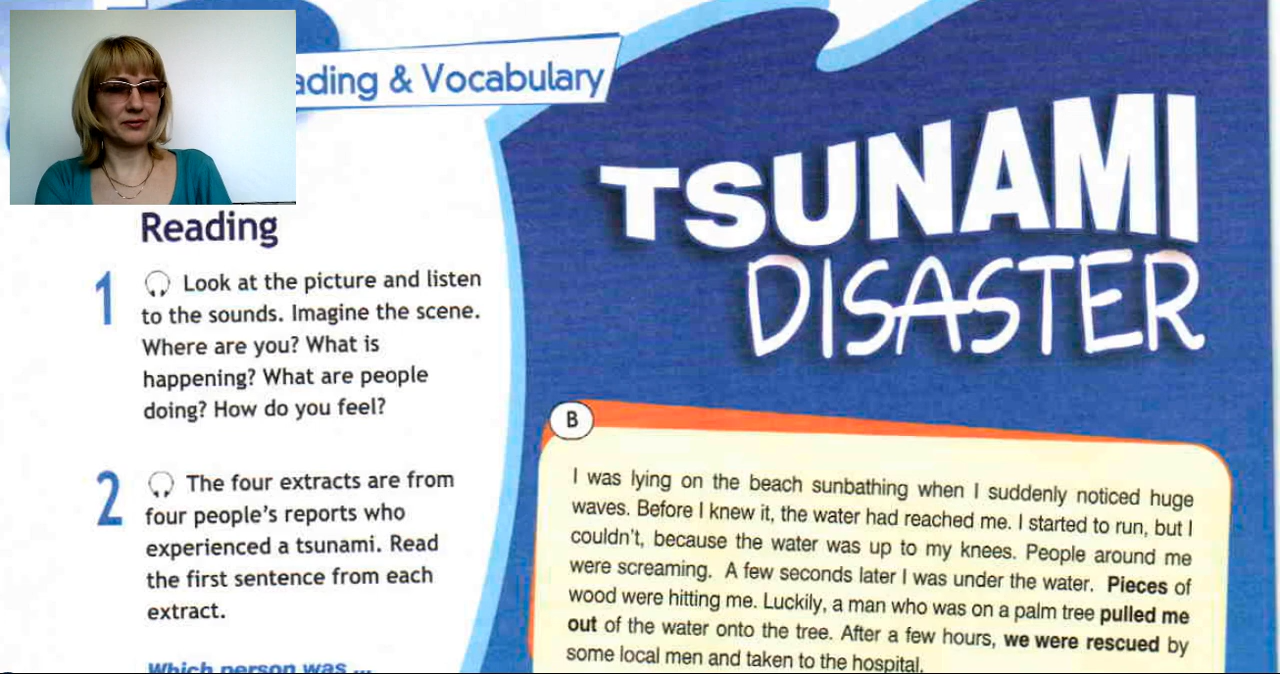 ading & Vocabulary
TSUNAMI
DISASTER
Reading
1 Look at the picture and listen
to the sounds. Imagine the scene.
Where are you? What is
happening? What are people
doing? How do you feel?
2 The four extracts are from
four people's reports who
experienced a tsunami. Read
the first sentence from each
extract.
Which person was ...
B
I was lying on the beach sunbathing when I suddenly noticed huge
waves. Before I knew it, the water had reached me. I started to run, but I
couldn't, because the water was up to my knees. People around me
were screaming. A few seconds later I was under the water. Pieces of
wood were hitting me. Luckily, a man who was on a palm tree pulled me
out of the water onto the tree. After a few hours, we were rescued by
some local men and taken to the hospital.